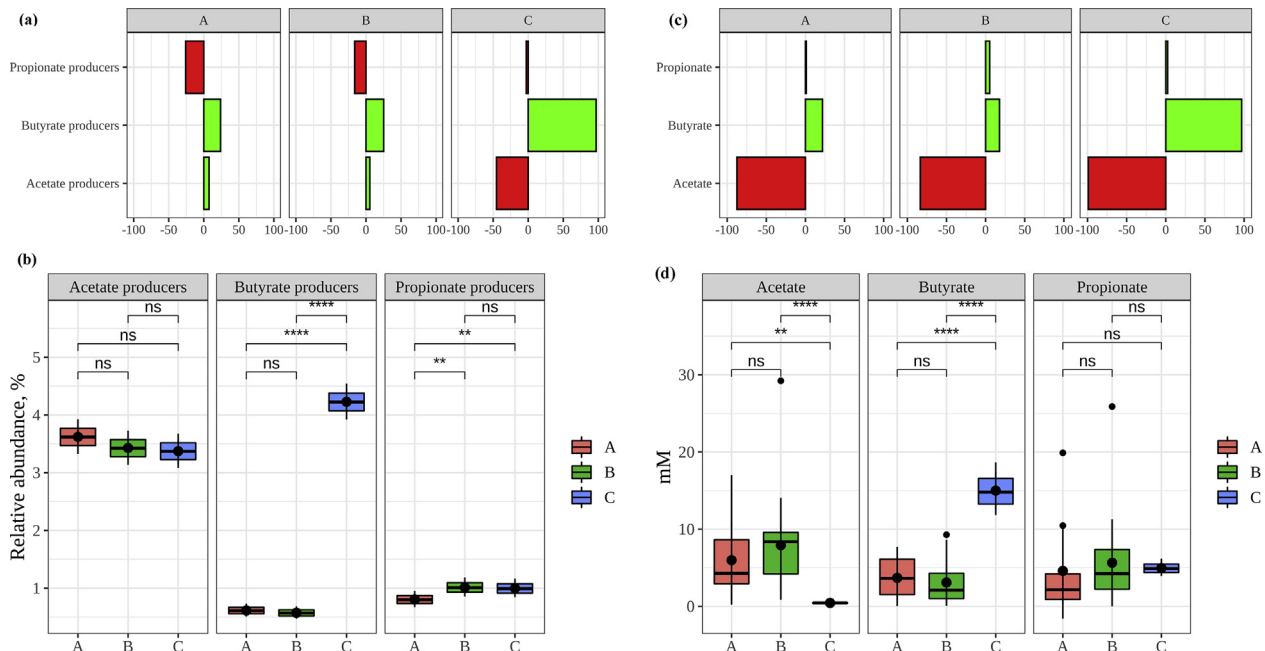 (a)
A B C
Propionate producers
Butyrate producers
Acetate producers
-100 -50 0 50 100 -100 -50 0 50 100 -100 -50 0 50 100
(c)
A B C
Propionate
Butyrate
Acetate
-100 -50 0 50 100 -100 -50 0 50 100 -100 -50 0 50 100
(b)
Acetate producers Butyrate producers Propionate producers
ns **** ns
ns **** **
ns ns **
Relative abundance, %
5
4
3
2
1
A B C A B C A B C
A
B
C
(d)
Acetate Butyrate Propionate
**** **** ns
** **** ns
ns ns ns
mM
30
20
10
0
A B C A B C A B C
A
B
C